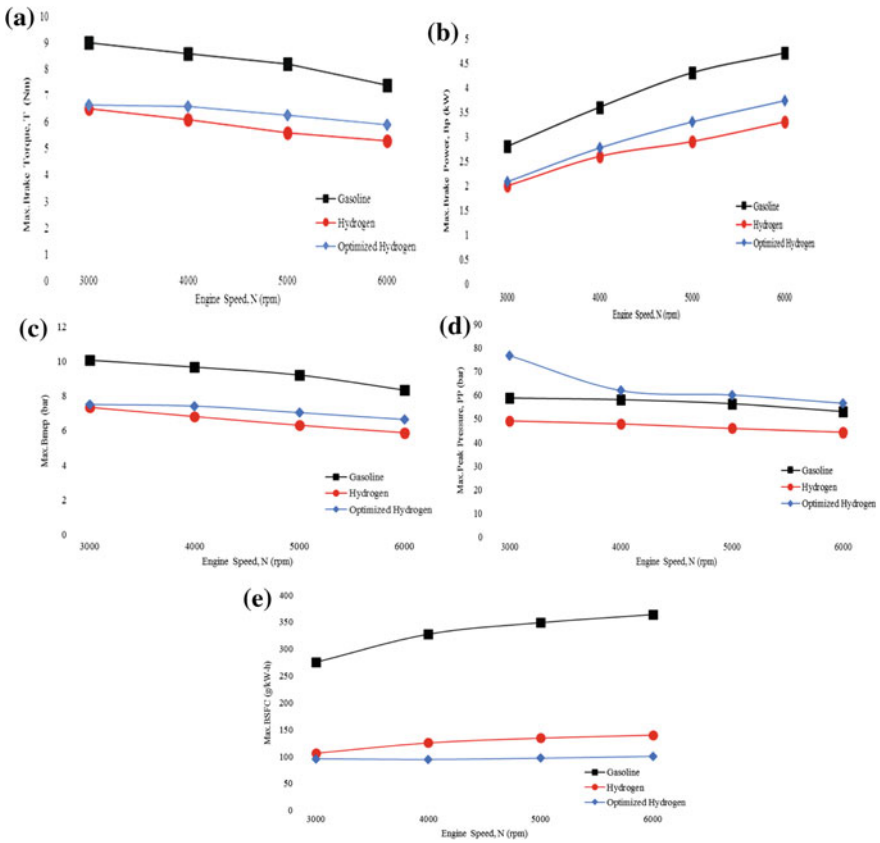 (a)
10
9
8
7
6
5
4
3
2
1
0
Max.Brake Torque, T (Nm)
Gasoline
Hydrogen
Optimized Hydrogen
3000 4000 5000 6000
Engine Speed, N (rpm)
(b)
5
4.5
4
3.5
3
2.5
2
1.5
1
0.5
0
Max.Brake Power, Bp (kW)
Gasoline
Hydrogen
Optimized Hydrogen
3000 4000 5000 6000
Engine Speed, N (rpm)
(c)
12
10
8
6
4
2
0
Max.Bmep (bar)
Gasoline
Hydrogen
Optimized Hydrogen
3000 4000 5000 6000
Engine Speed, N (rpm)
(d)
90
80
70
60
50
40
30
20
10
0
Max.Peak Pressure, PP (bar)
Gasoline
Hydrogen
Optimized Hydrogen
3000 4000 5000 6000
Engine Speed, N (rpm)
(e)
400
350
300
250
200
150
100
50
0
Max.BSFC (g/kW-h)
Gasoline
Hydrogen
Optimized Hydrogen
3000 4000 5000 6000
Engine Speed, N (rpm)